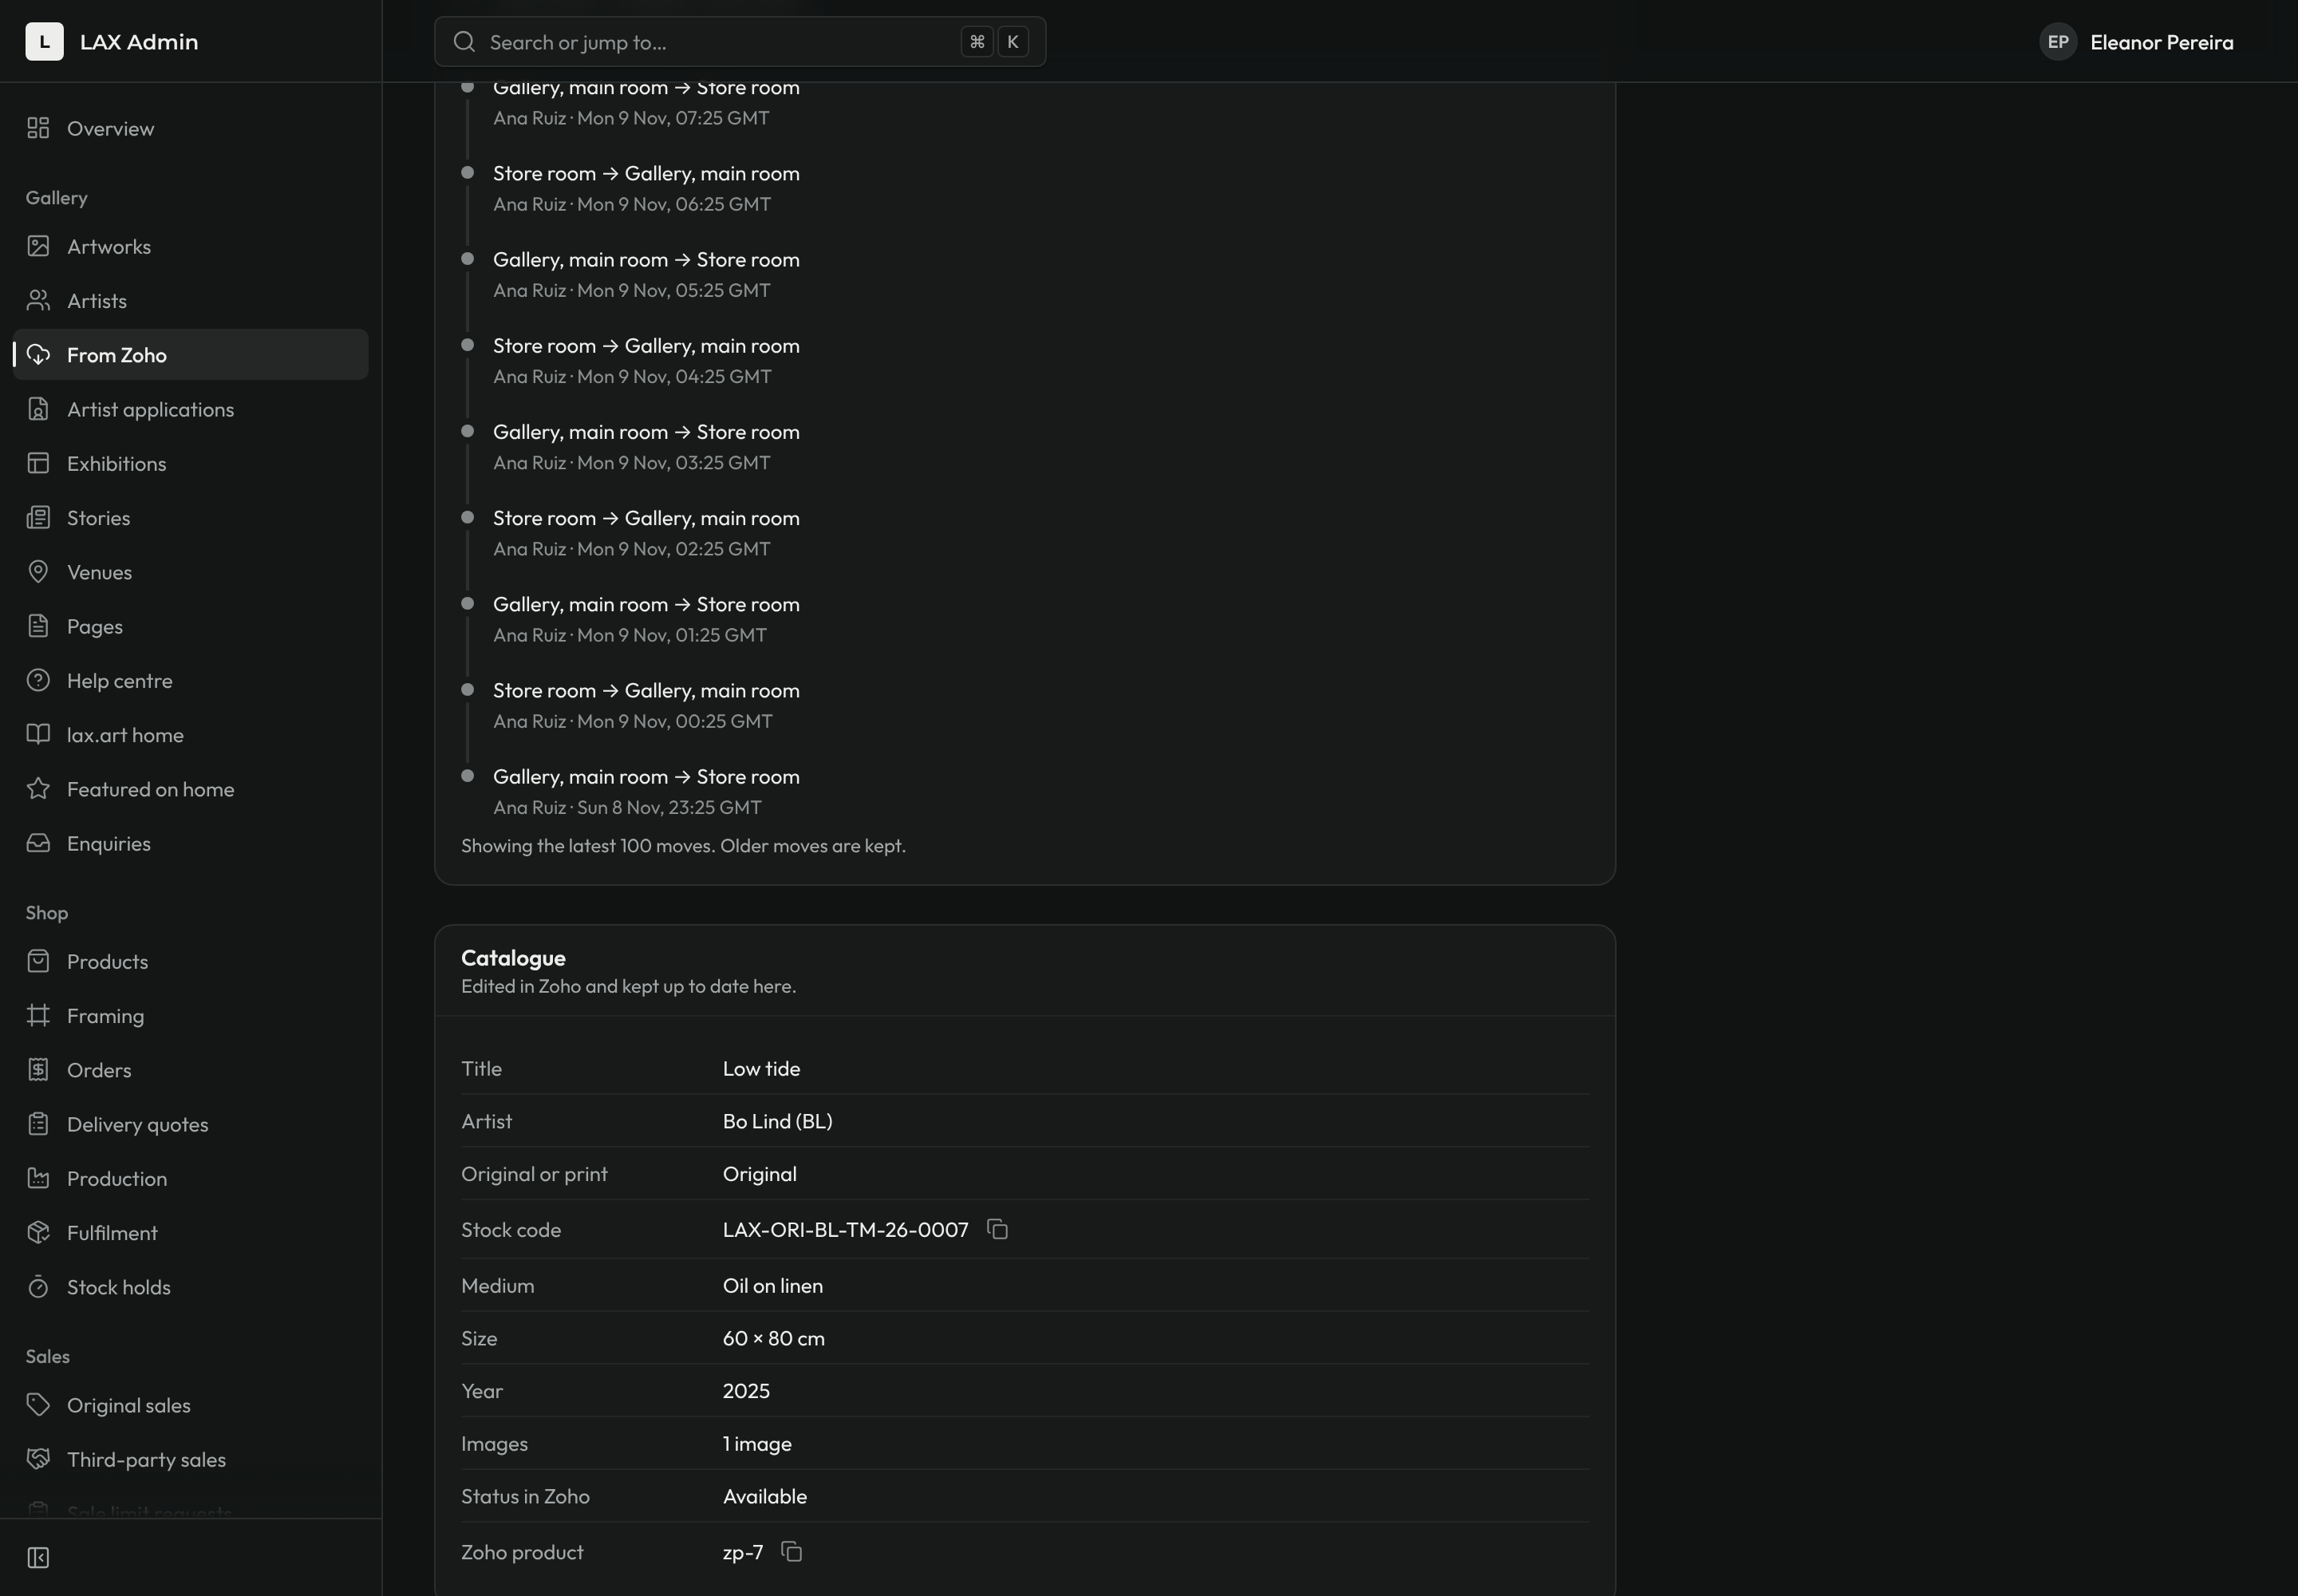 L LAX Admin
Search or jump to...
⌘ K
EP Eleanor Pereira
Overview
Gallery
Artworks
Artists
From Zoho
Artist applications
Exhibitions
Stories
Venues
Pages
Help centre
lax.art home
Featured on home
Enquiries
Shop
Products
Framing
Orders
Delivery quotes
Production
Fulfilment
Stock holds
Sales
Original sales
Third-party sales
Sale limit requests
Gallery, main room → Store room
Ana Ruiz · Mon 9 Nov, 07:25 GMT
Store room → Gallery, main room
Ana Ruiz · Mon 9 Nov, 06:25 GMT
Gallery, main room → Store room
Ana Ruiz · Mon 9 Nov, 05:25 GMT
Store room → Gallery, main room
Ana Ruiz · Mon 9 Nov, 04:25 GMT
Gallery, main room → Store room
Ana Ruiz · Mon 9 Nov, 03:25 GMT
Store room → Gallery, main room
Ana Ruiz · Mon 9 Nov, 02:25 GMT
Gallery, main room → Store room
Ana Ruiz · Mon 9 Nov, 01:25 GMT
Store room → Gallery, main room
Ana Ruiz · Mon 9 Nov, 00:25 GMT
Gallery, main room → Store room
Ana Ruiz · Sun 8 Nov, 23:25 GMT
Showing the latest 100 moves. Older moves are kept.
Catalogue
Edited in Zoho and kept up to date here.
Title Low tide
Artist Bo Lind (BL)
Original or print Original
Stock code LAX-ORI-BL-TM-26-0007
Medium Oil on linen
Size 60 × 80 cm
Year 2025
Images 1 image
Status in Zoho Available
Zoho product zp-7